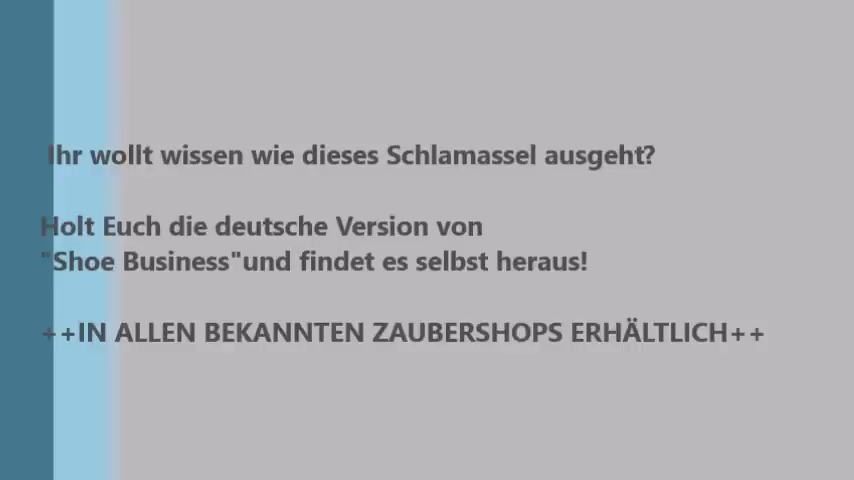 Ihr wollt wissen wie dieses Schlamassel ausgeht?
Holt Euch die deutsche Version von
"Shoe Business"und findet es selbst heraus!
++IN ALLEN BEKANNTEN ZAUBERSHOPS ERHÄLTLICH++